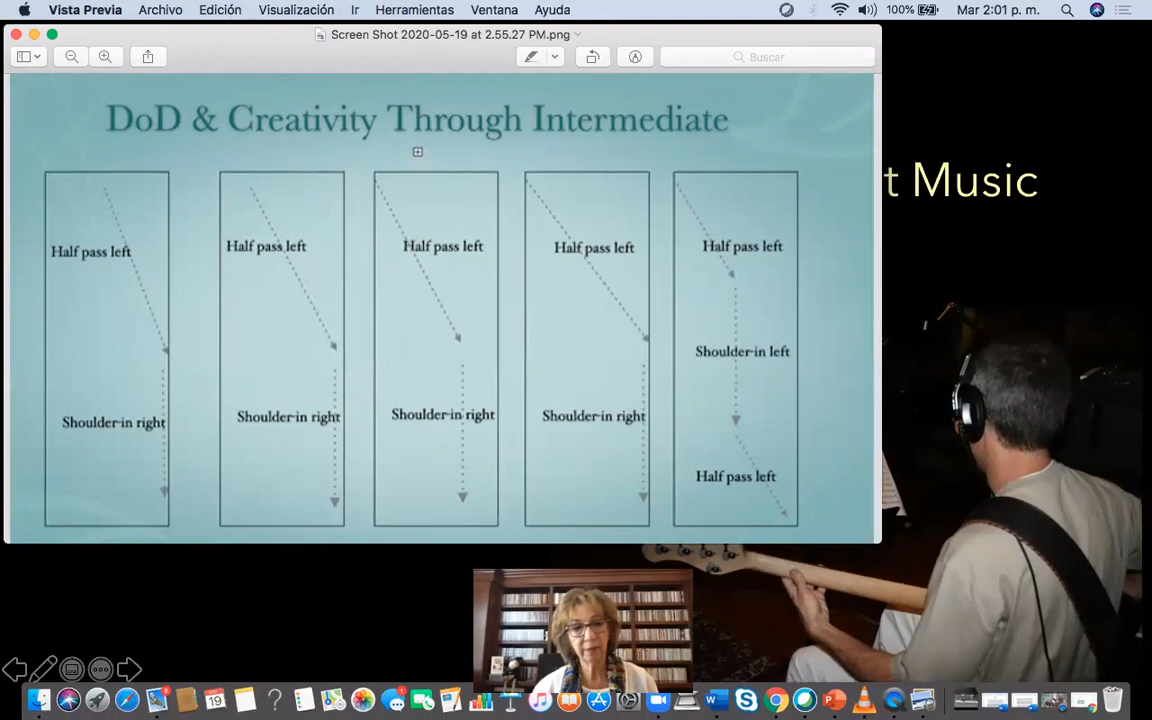 Vista Previa Archivo Edición Visualización Ir Herramientas Ventana Ayuda 100% Mar 2:01 p. m.
Screen Shot 2020-05-19 at 2.55.27 PM.png
Buscar
DoD & Creativity Through Intermediate
t Music
Half pass left
Shoulder-in right
Half pass left
Shoulder-in right
Half pass left
Shoulder-in right
Half pass left
Shoulder-in right
Half pass left
Shoulder-in left
Half pass left
19